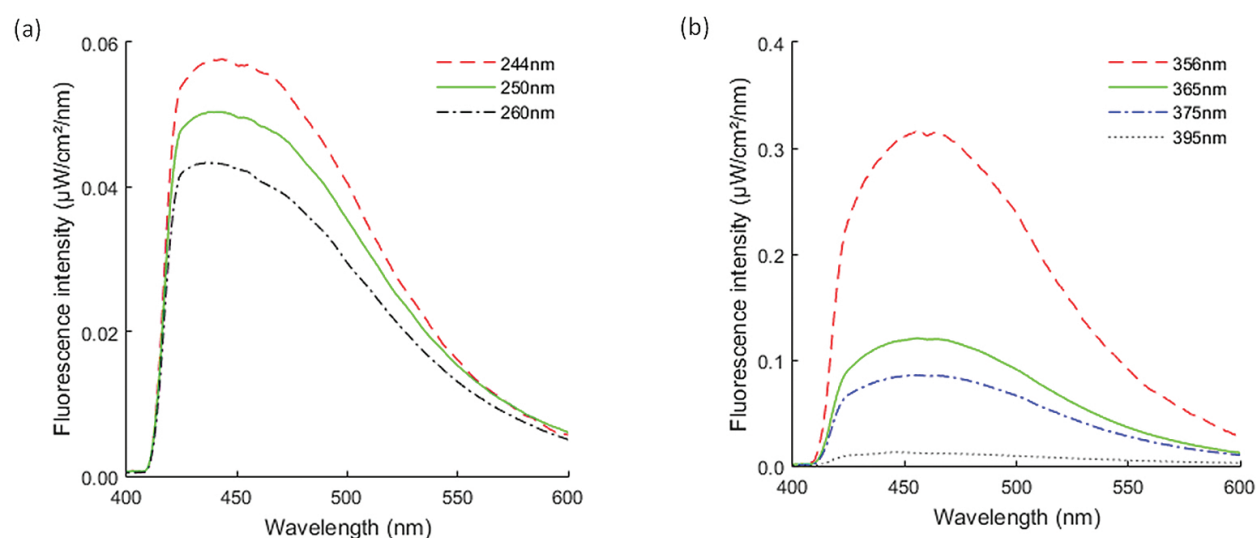 (a)
Fluorescence intensity (µW/cm²/nm)
0.06
0.04
0.02
0.00
400
450
500
550
600
Wavelength (nm)
244nm
250nm
260nm
(b)
Fluorescence intensity (µW/cm²/nm)
0.4
0.3
0.2
0.1
0.0
400
450
500
550
600
Wavelength (nm)
356nm
365nm
375nm
395nm